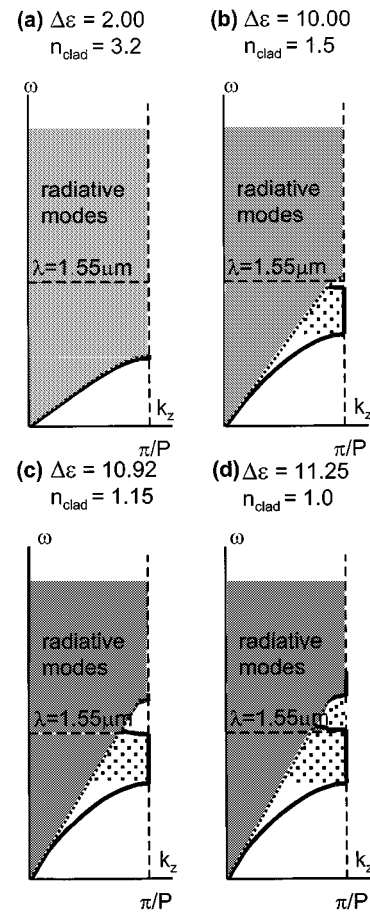 (a) Δε = 2.00
n_clad = 3.2
ω
radiative
modes
λ=1.55μm
k_z
π/P
(b) Δε = 10.00
n_clad = 1.5
ω
radiative
modes
λ=1.55μm
k_z
π/P
(c) Δε = 10.92
n_clad = 1.15
ω
radiative
modes
λ=1.55μm
k_z
π/P
(d) Δε = 11.25
n_clad = 1.0
ω
radiative
modes
λ=1.55μm
k_z
π/P